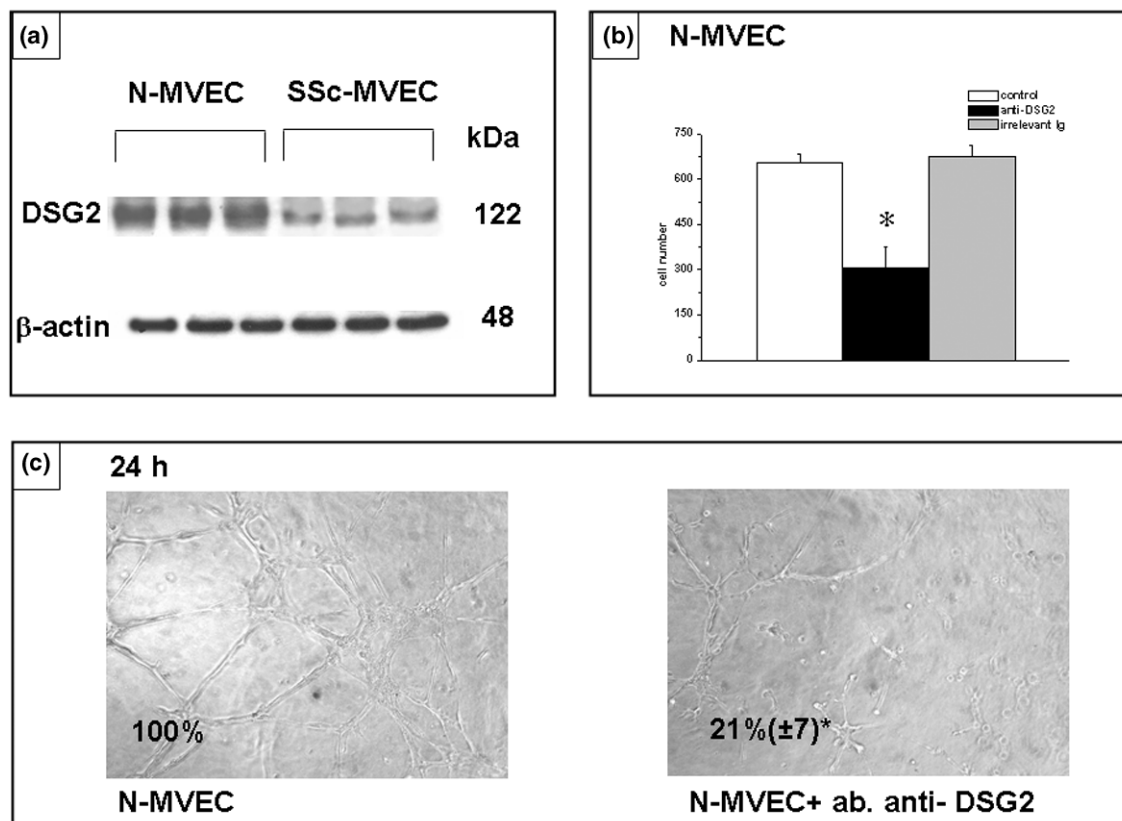 (a)
N-MVEC SSc-MVEC
kDa
DSG2 122
β-actin 48
(b) N-MVEC
control
anti-DSG2
irrelevant Ig
750
600
450
300
150
0
cell number
*
(c)
24 h
100%
21%(±7)*
N-MVEC
N-MVEC+ ab. anti- DSG2